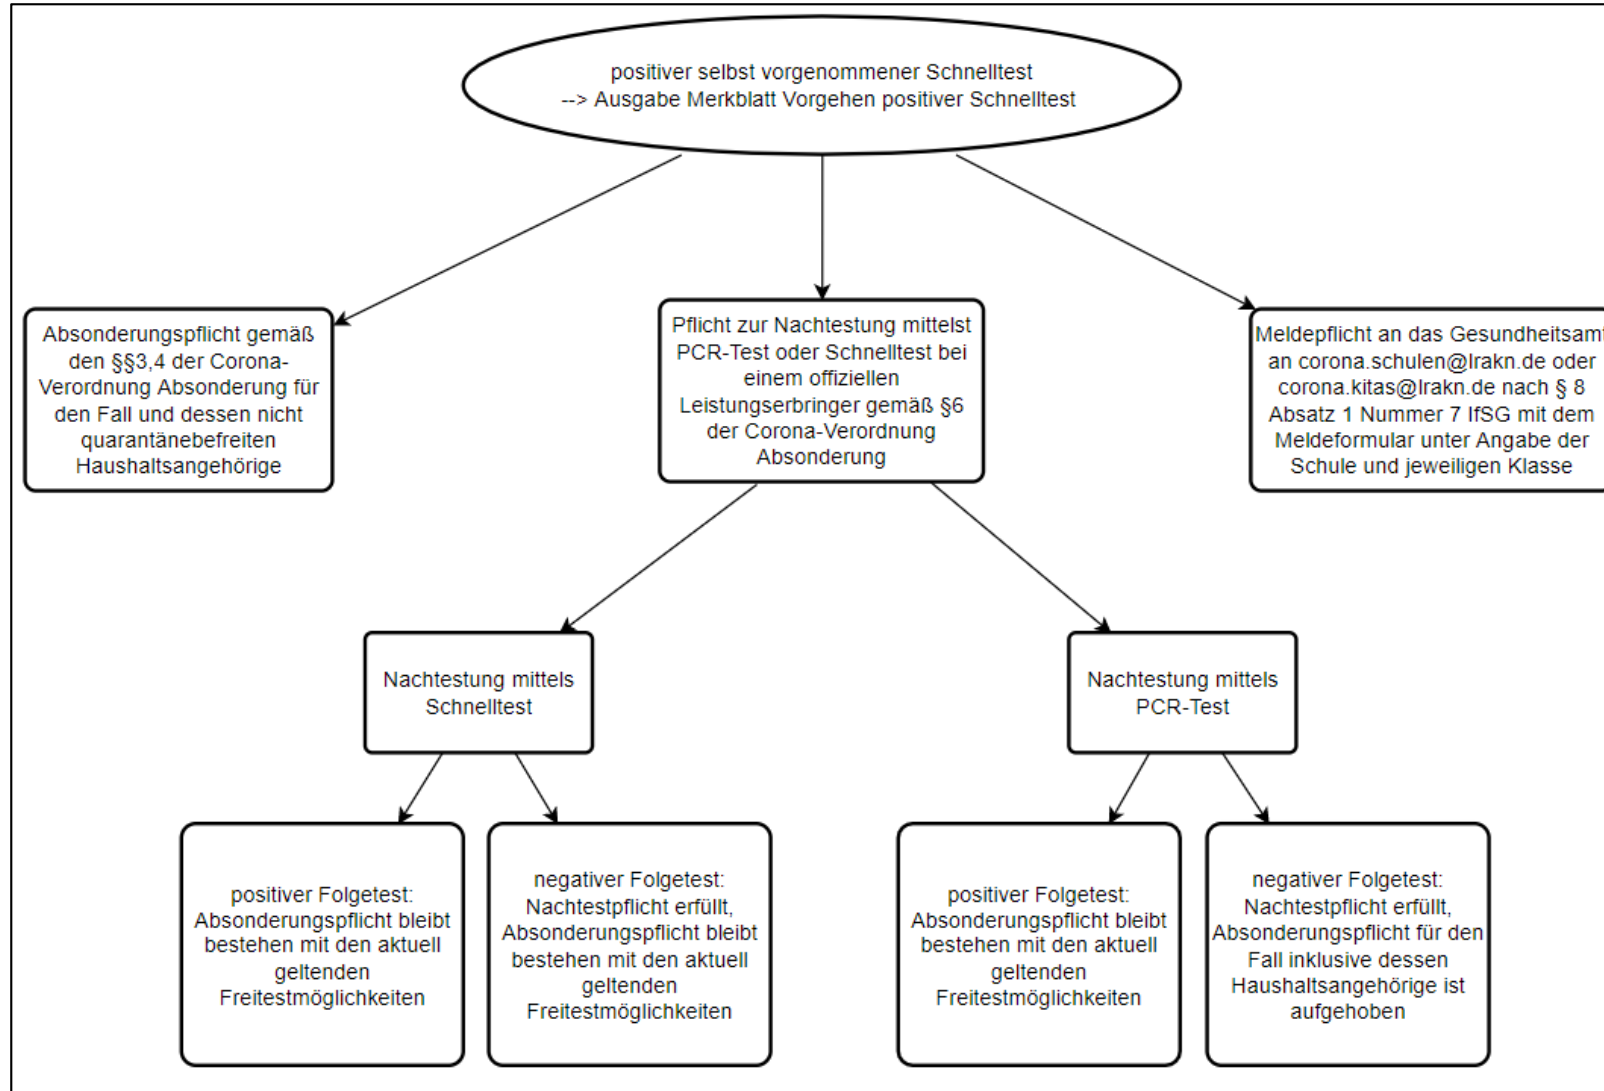 positiver selbst vorgenommener Schnelltest
--> Ausgabe Merkblatt Vorgehen positiver Schnelltest
Absonderungspflicht gemäß
den §§3,4 der Corona-
Verordnung Absonderung für
den Fall und dessen nicht
quarantänebefreiten
Haushaltsangehörige
Pflicht zur Nachtestung mittelst
PCR-Test oder Schnelltest bei
einem offiziellen
Leistungserbringer gemäß §6
der Corona-Verordnung
Absonderung
Meldepflicht an das Gesundheitsamt
an corona.schulen@lrakn.de oder
corona.kitas@lrakn.de nach § 8
Absatz 1 Nummer 7 IfSG mit dem
Meldeformular unter Angabe der
Schule und jeweiligen Klasse
Nachtestung mittels
Schnelltest
Nachtestung mittels
PCR-Test
positiver Folgetest:
Absonderungspflicht bleibt
bestehen mit den aktuell
geltenden
Freitestmöglichkeiten
negativer Folgetest:
Nachtestpflicht erfüllt,
Absonderungspflicht bleibt
bestehen mit den aktuell
geltenden
Freitestmöglichkeiten
positiver Folgetest:
Absonderungspflicht bleibt
bestehen mit den aktuell
geltenden
Freitestmöglichkeiten
negativer Folgetest:
Nachtestpflicht erfüllt,
Absonderungspflicht für den
Fall inklusive dessen
Haushaltsangehörige ist
aufgehoben